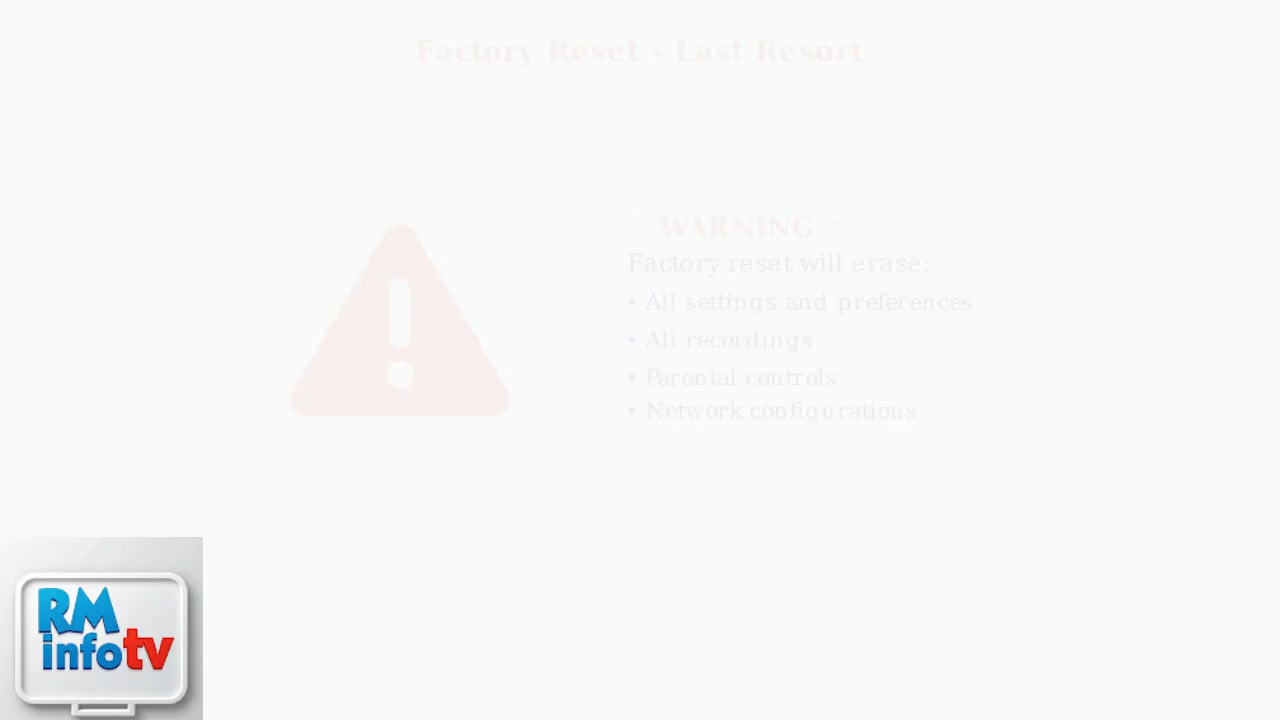 Factory Reset - Last Resort
⚠ WARNING ⚠
Factory reset will erase:
• All settings and preferences
• All recordings
• Parental controls
• Network configurations
RM
infotv